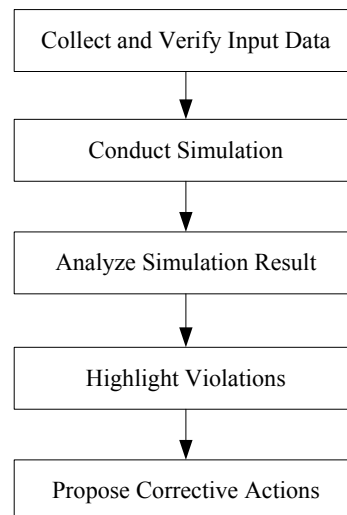 Collect and Verify Input Data
Conduct Simulation
Analyze Simulation Result
Highlight Violations
Propose Corrective Actions